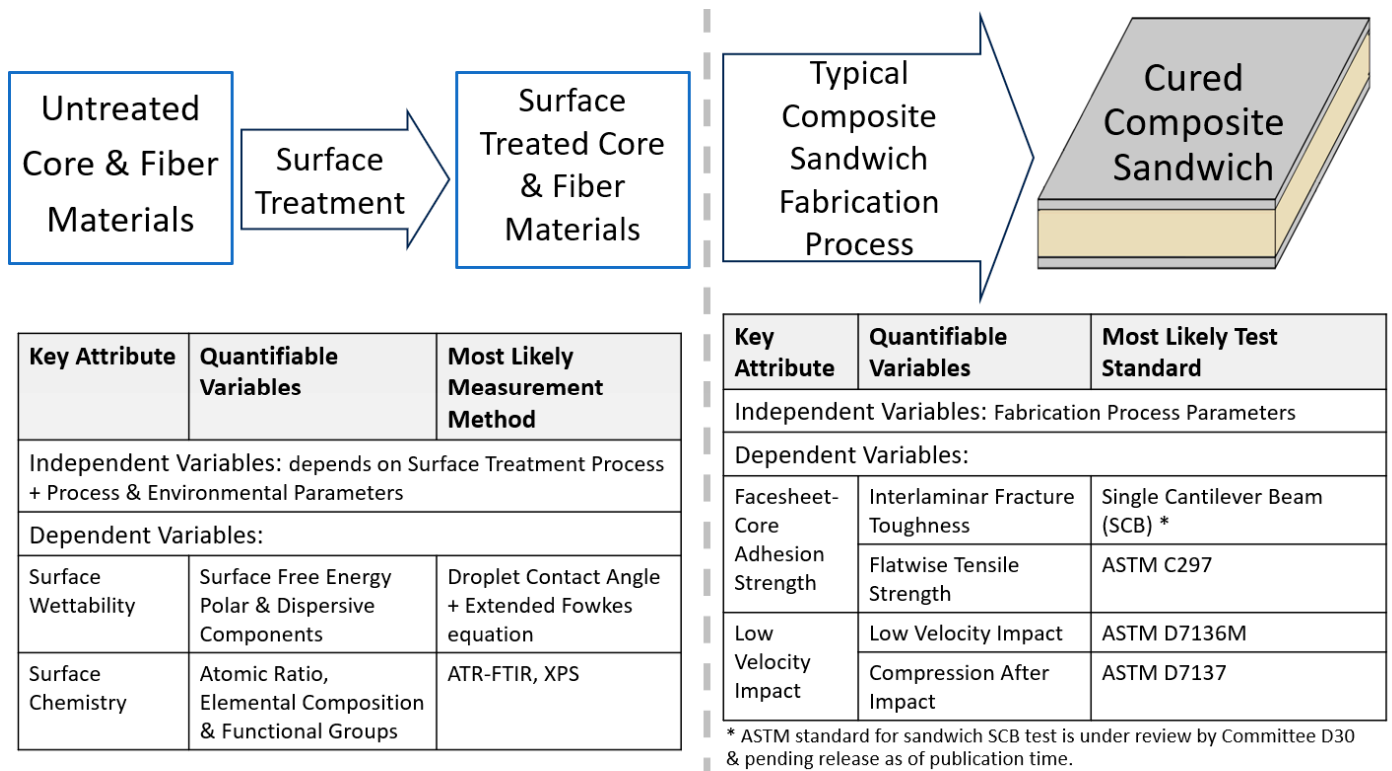 Untreated
Core & Fiber
Materials
Surface
Treatment
Surface
Treated Core
& Fiber
Materials
Typical
Composite
Sandwich
Fabrication
Process
Cured
Composite
Sandwich
Key Attribute
Quantifiable
Variables
Most Likely
Measurement
Method
Independent Variables: depends on Surface Treatment Process
+ Process & Environmental Parameters
Dependent Variables:
Surface
Wettability
Surface Free Energy
Polar & Dispersive
Components
Droplet Contact Angle
+ Extended Fowkes
equation
Surface
Chemistry
Atomic Ratio,
Elemental Composition
& Functional Groups
ATR-FTIR, XPS
Key
Attribute
Quantifiable
Variables
Most Likely Test
Standard
Independent Variables: Fabrication Process Parameters
Dependent Variables:
Facesheet-
Core
Adhesion
Strength
Interlaminar Fracture
Toughness
Single Cantilever Beam
(SCB) *
Flatwise Tensile
Strength
ASTM C297
Low
Velocity
Impact
Low Velocity Impact
ASTM D7136M
Compression After
Impact
ASTM D7137
* ASTM standard for sandwich SCB test is under review by Committee D30
& pending release as of publication time.